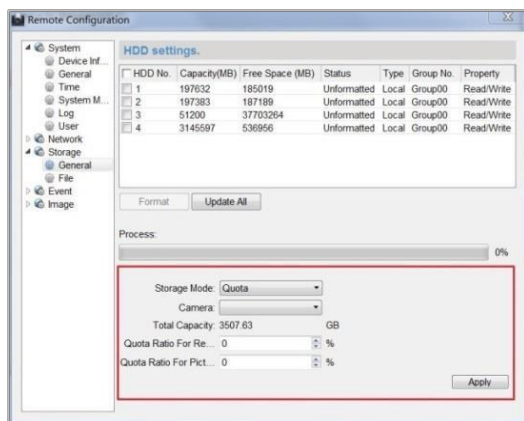 Remote Configuration
System
Device Inf...
General
Time
System M...
Log
User
Network
Storage
General
File
Event
Image
HDD settings.
HDD No. Capacity(MB) Free Space (MB) Status Type Group No. Property
1 197632 185019 Unformatted Local Group00 Read/Write
2 197383 187189 Unformatted Local Group00 Read/Write
3 51200 37703264 Unformatted Local Group00 Read/Write
4 3145597 536956 Unformatted Local Group00 Read/Write
Format Update All
Process:
0%
Storage Mode: Quota
Camera:
Total Capacity: 3507.63 GB
Quota Ratio For Re... 0 %
Quota Ratio For Pict... 0 %
Apply